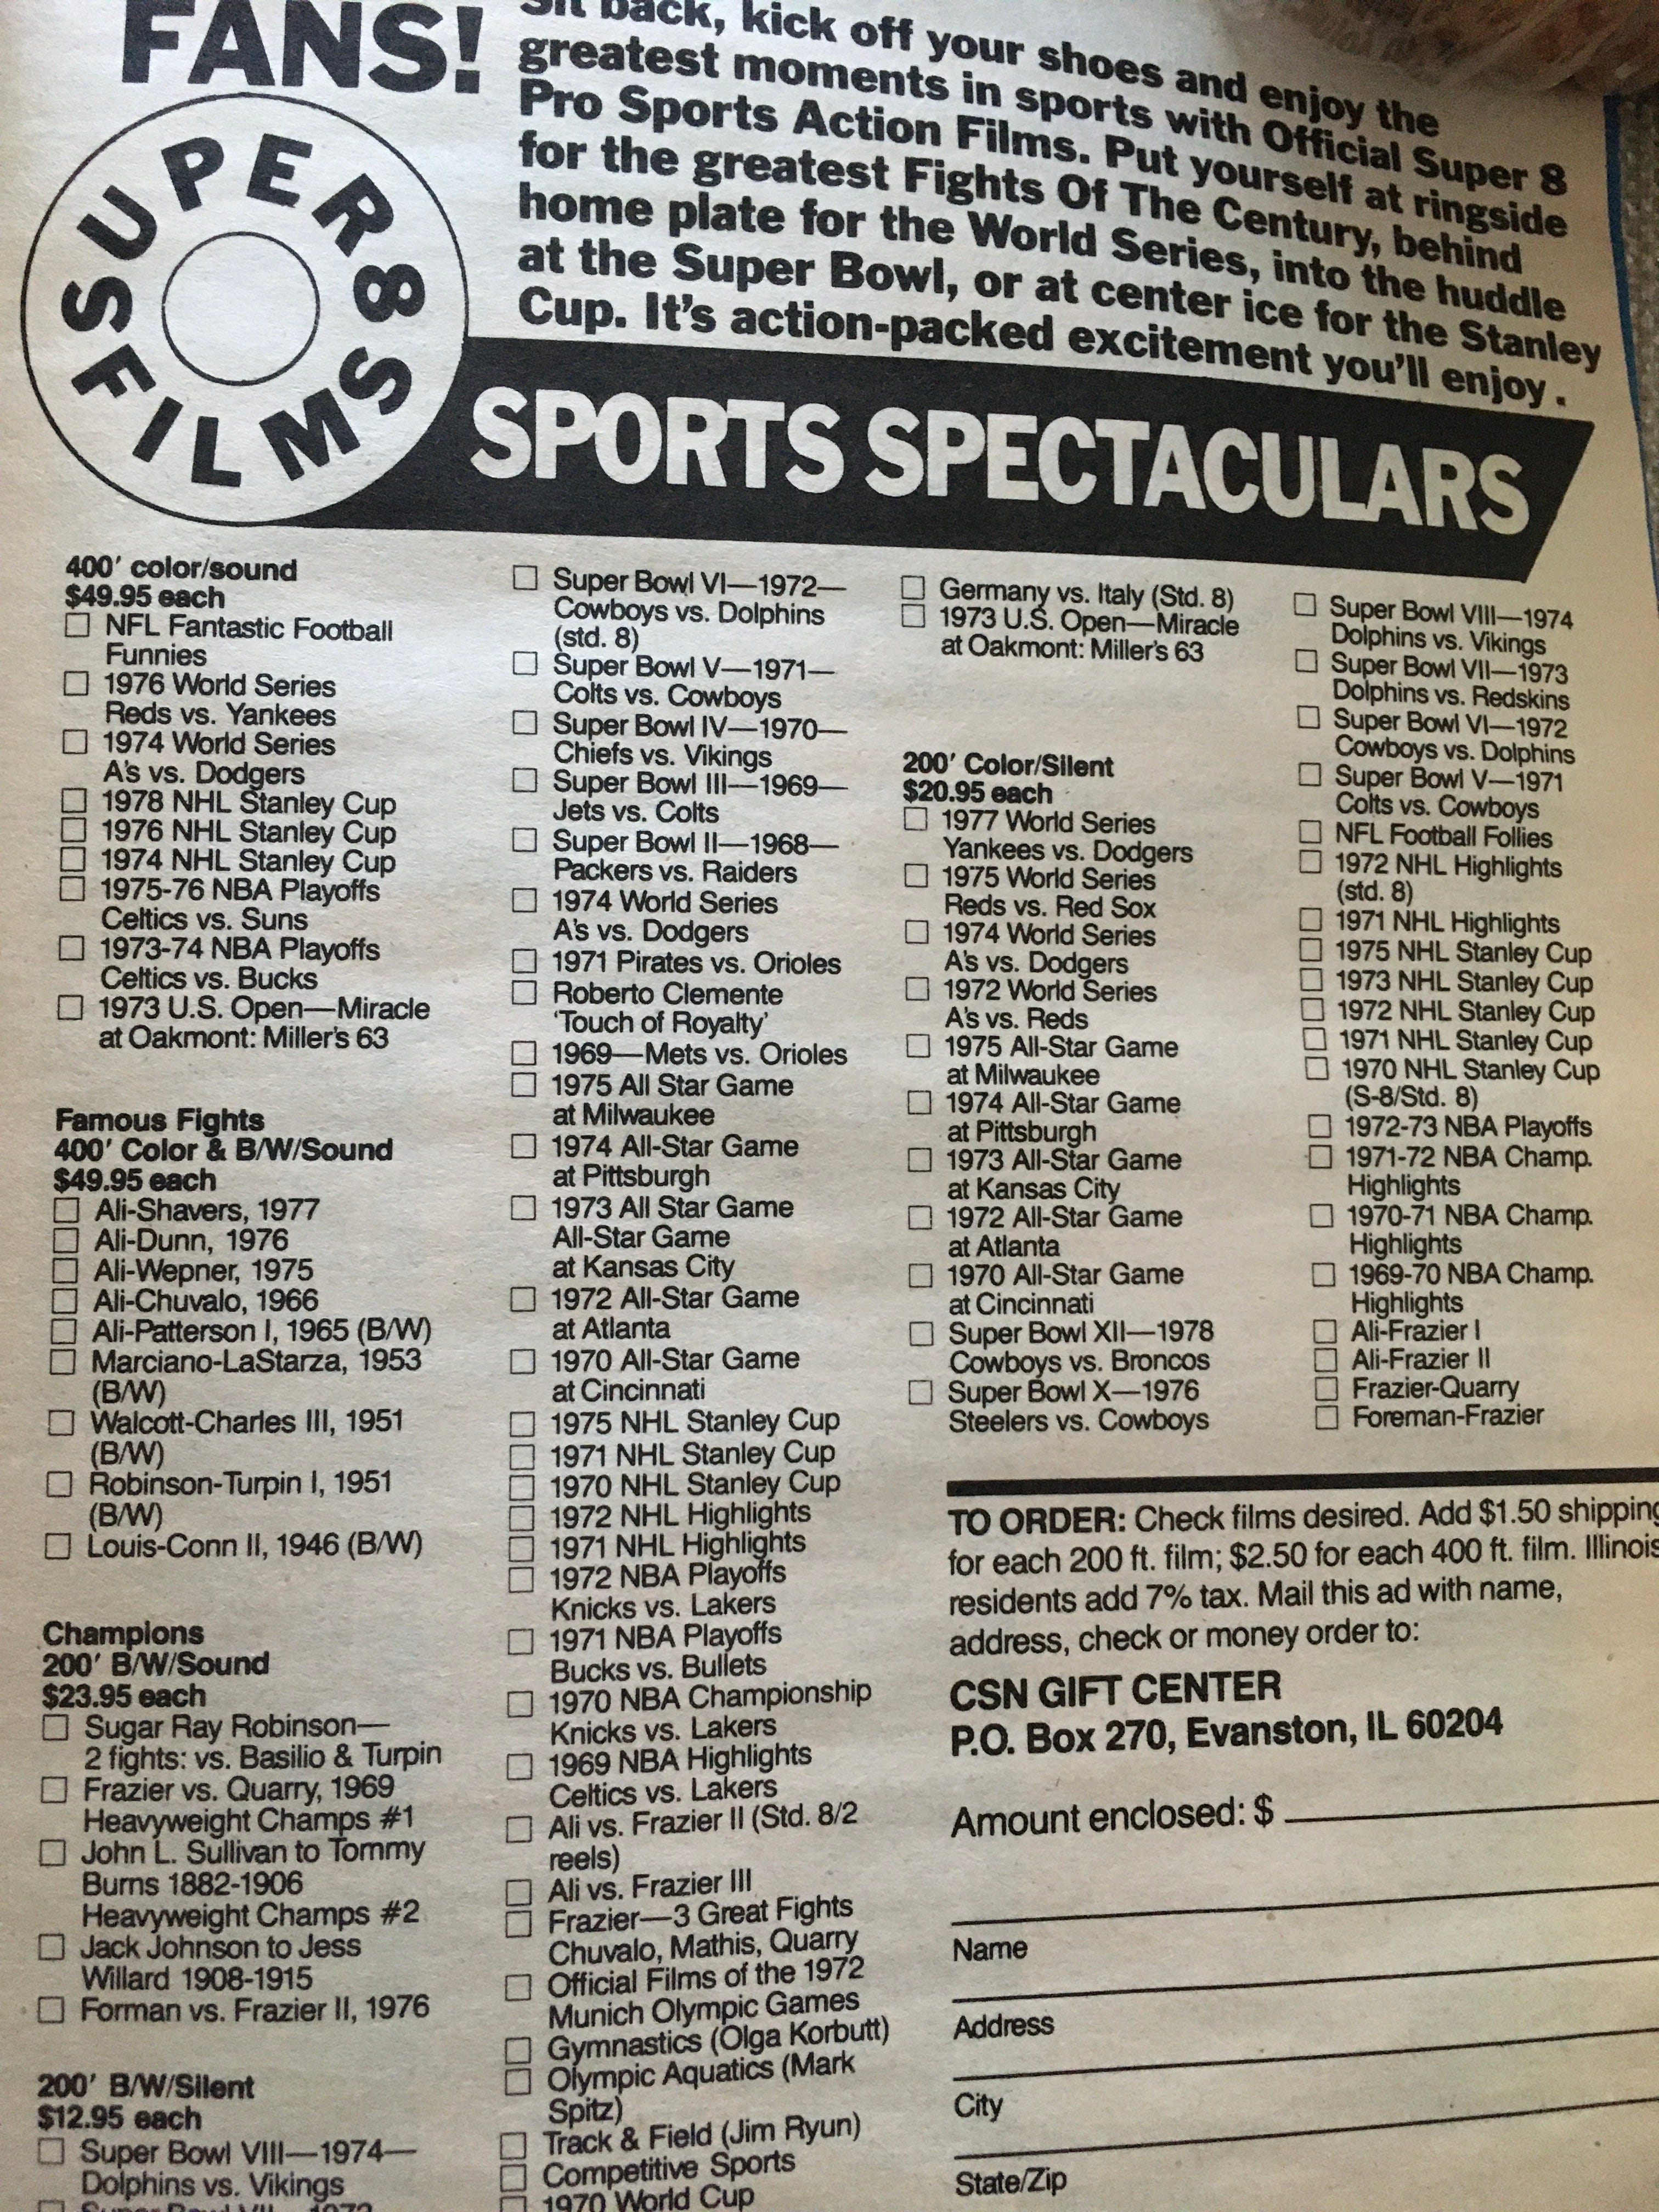 FANS!
Sit back, kick off your shoes and enjoy the
greatest moments in sports with Official Super 8
Pro Sports Action Films. Put yourself at ringside
for the greatest Fights Of The Century, behind
home plate for the World Series, into the huddle
at the Super Bowl, or at center ice for the Stanley
Cup. It's action-packed excitement you'll enjoy.
SUPER 8 FILMS
SPORTS SPECTACULARS
400' color/sound
$49.95 each
NFL Fantastic Football
Funnies
1976 World Series
Reds vs. Yankees
1974 World Series
A's vs. Dodgers
1978 NHL Stanley Cup
1976 NHL Stanley Cup
1974 NHL Stanley Cup
1975-76 NBA Playoffs
Celtics vs. Suns
1973-74 NBA Playoffs
Celtics vs. Bucks
1973 U.S. Open—Miracle
at Oakmont: Miller's 63
Famous Fights
400' Color & B/W/Sound
$49.95 each
Ali-Shavers, 1977
Ali-Dunn, 1976
Ali-Wepner, 1975
Ali-Chuvalo, 1966
Ali-Patterson I, 1965 (B/W)
Marciano-LaStarza, 1953
(B/W)
Walcott-Charles III, 1951
(B/W)
Robinson-Turpin I, 1951
(B/W)
Louis-Conn II, 1946 (B/W)
Champions
200' B/W/Sound
$23.95 each
Sugar Ray Robinson—
2 fights: vs. Basilio & Turpin
Frazier vs. Quarry, 1969
Heavyweight Champs #1
John L. Sullivan to Tommy
Burns 1882-1906
Heavyweight Champs #2
Jack Johnson to Jess
Willard 1908-1915
Forman vs. Frazier II, 1976
200' B/W/Silent
$12.95 each
Super Bowl VIII—1974—
Dolphins vs. Vikings
Super Bowl VII—1973
Super Bowl VI—1972—
Cowboys vs. Dolphins
(std. 8)
Super Bowl V—1971—
Colts vs. Cowboys
Super Bowl IV—1970—
Chiefs vs. Vikings
Super Bowl III—1969—
Jets vs. Colts
Super Bowl II—1968—
Packers vs. Raiders
1974 World Series
A's vs. Dodgers
1971 Pirates vs. Orioles
Roberto Clemente
'Touch of Royalty'
1969—Mets vs. Orioles
1975 All Star Game
at Milwaukee
1974 All-Star Game
at Pittsburgh
1973 All Star Game
All-Star Game
at Kansas City
1972 All-Star Game
at Atlanta
1970 All-Star Game
at Cincinnati
1975 NHL Stanley Cup
1971 NHL Stanley Cup
1970 NHL Stanley Cup
1972 NHL Highlights
1971 NHL Highlights
1972 NBA Playoffs
Knicks vs. Lakers
1971 NBA Playoffs
Bucks vs. Bullets
1970 NBA Championship
Knicks vs. Lakers
1969 NBA Highlights
Celtics vs. Lakers
Ali vs. Frazier II (Std. 8/2
reels)
Ali vs. Frazier III
Frazier—3 Great Fights
Chuvalo, Mathis, Quarry
Official Films of the 1972
Munich Olympic Games
Gymnastics (Olga Korbutt)
Olympic Aquatics (Mark
Spitz)
Track & Field (Jim Ryun)
Competitive Sports
1970 World Cup
Germany vs. Italy (Std. 8)
1973 U.S. Open—Miracle
at Oakmont: Miller's 63
200' Color/Silent
$20.95 each
1977 World Series
Yankees vs. Dodgers
1975 World Series
Reds vs. Red Sox
1974 World Series
A's vs. Dodgers
1972 World Series
A's vs. Reds
1975 All-Star Game
at Milwaukee
1974 All-Star Game
at Pittsburgh
1973 All-Star Game
at Kansas City
1972 All-Star Game
at Atlanta
1970 All-Star Game
at Cincinnati
Super Bowl XII—1978
Cowboys vs. Broncos
Super Bowl X—1976
Steelers vs. Cowboys
Super Bowl VIII—1974
Dolphins vs. Vikings
Super Bowl VII—1973
Dolphins vs. Redskins
Super Bowl VI—1972
Cowboys vs. Dolphins
Super Bowl V—1971
Colts vs. Cowboys
NFL Football Follies
1972 NHL Highlights
(std. 8)
1971 NHL Highlights
1975 NHL Stanley Cup
1973 NHL Stanley Cup
1972 NHL Stanley Cup
1971 NHL Stanley Cup
1970 NHL Stanley Cup
(S-8/Std. 8)
1972-73 NBA Playoffs
1971-72 NBA Champ.
Highlights
1970-71 NBA Champ.
Highlights
1969-70 NBA Champ.
Highlights
Ali-Frazier I
Ali-Frazier II
Frazier-Quarry
Foreman-Frazier
TO ORDER: Check films desired. Add $1.50 shipping
for each 200 ft. film; $2.50 for each 400 ft. film. Illinois
residents add 7% tax. Mail this ad with name,
address, check or money order to:
CSN GIFT CENTER
P.O. Box 270, Evanston, IL 60204
Amount enclosed: $
Name
Address
City
State/Zip